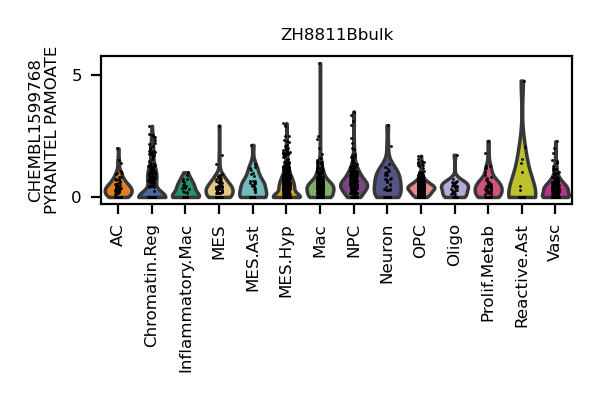 ZH8811Bbulk
CHEMBL1599768
PYRANTEL PAMOATE
5
0
AC
Chromatin.Reg
Inflammatory.Mac
MES
MES.Ast
MES.Hyp
Mac
NPC
Neuron
OPC
Oligo
Prolif.Metab
Reactive.Ast
Vasc